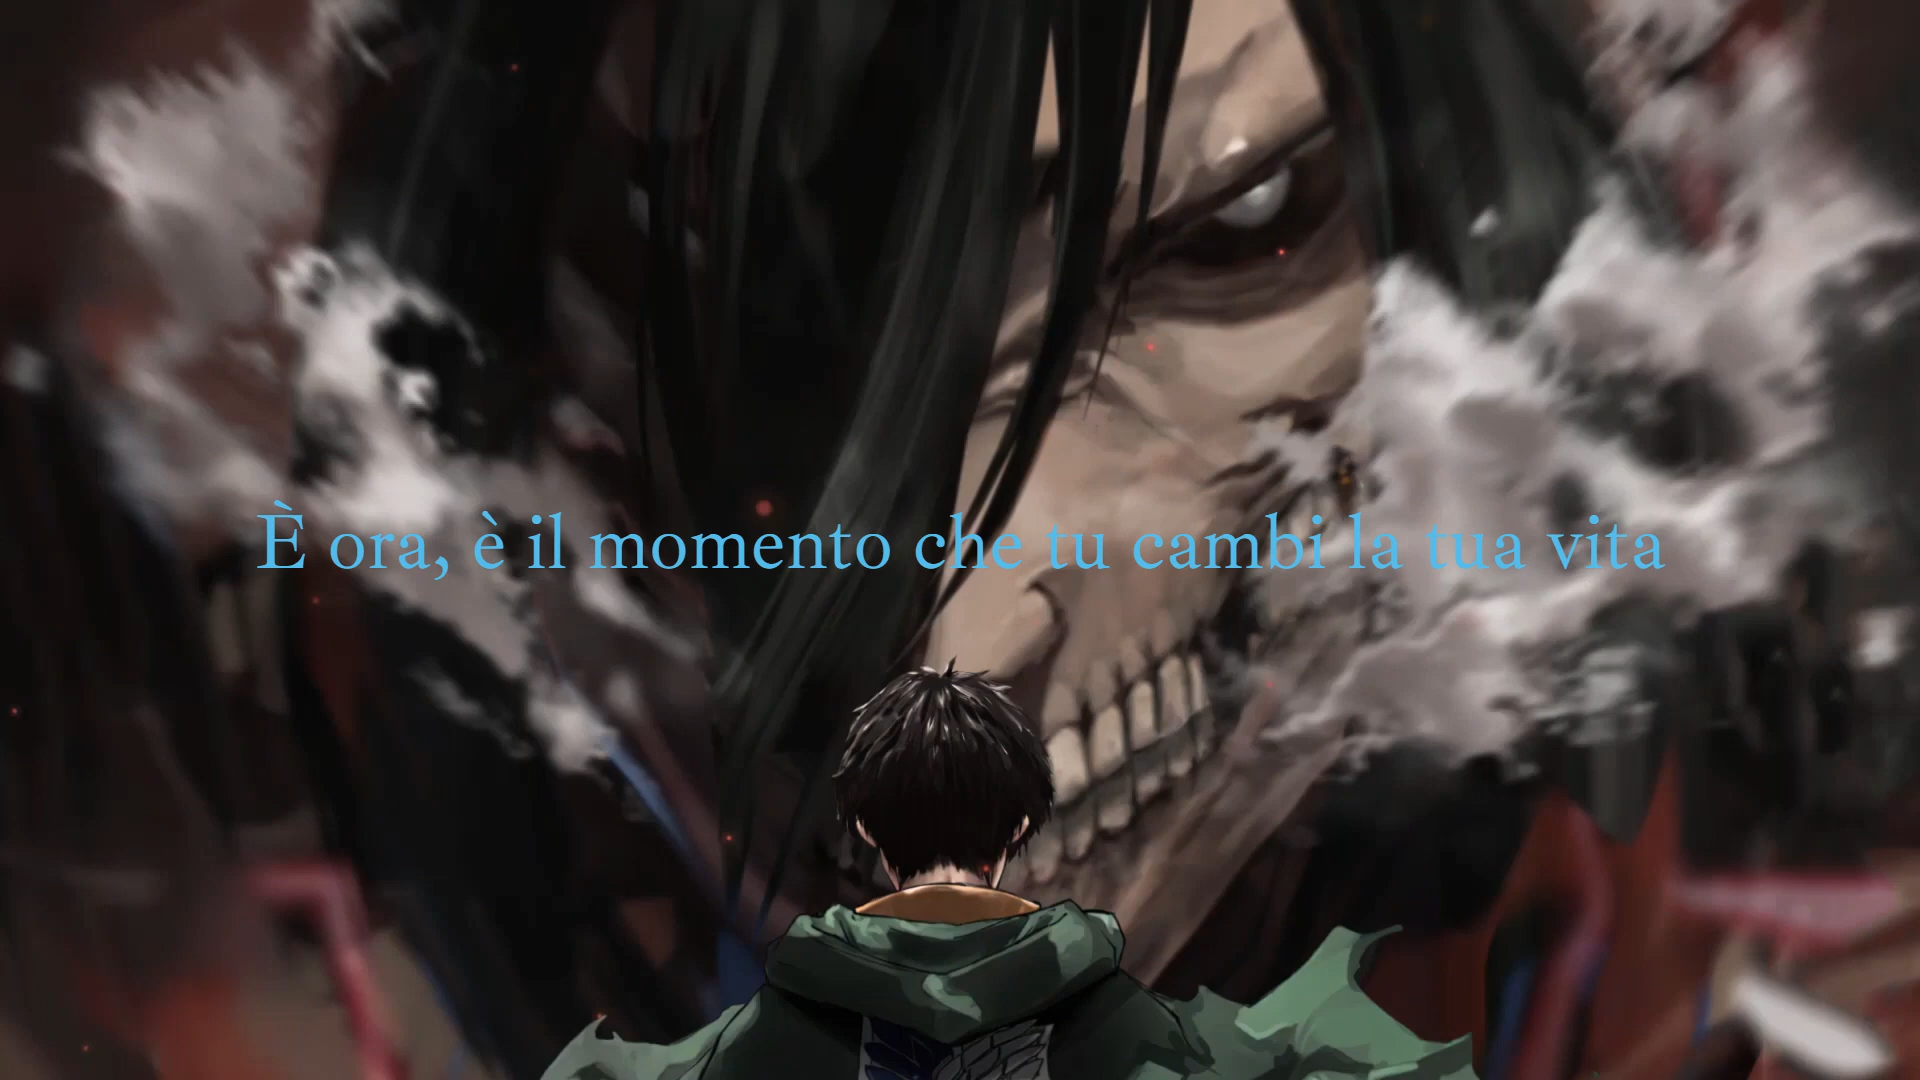 È ora, è il momento che tu cambi la tua vita